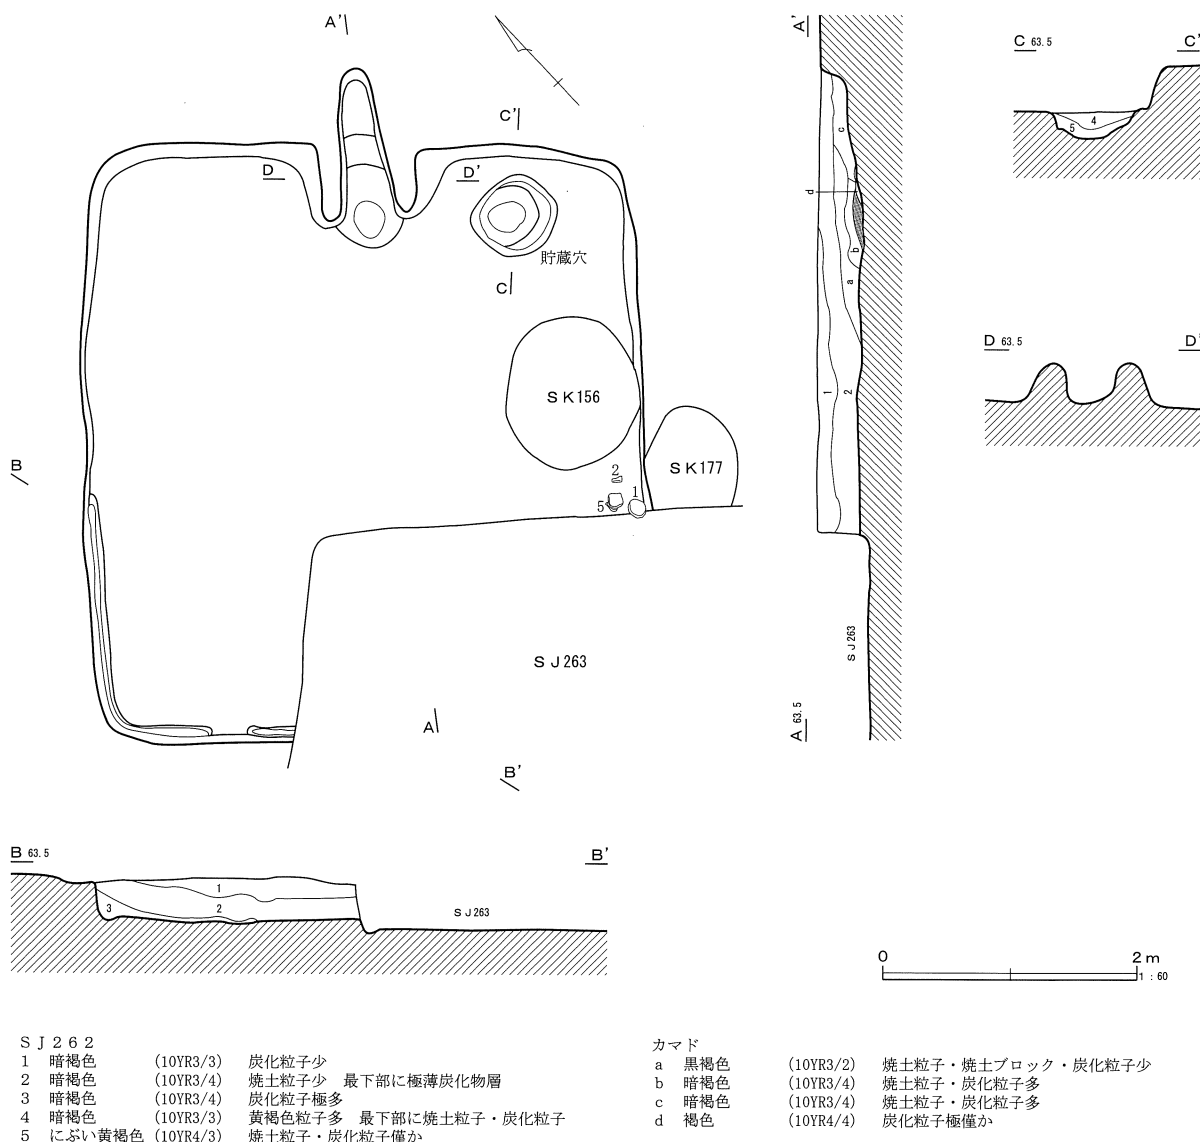 A'
C'
D
D'
貯蔵穴
C
SK156
SK177
B
2
5
1
SJ263
A
B'
A'
c
d
b
a
1
2
SJ263
A 63.5
C 63.5
C'
4
5
D 63.5
D'
B 63.5
B'
1
2
3
SJ263
0
2m
1:60
SJ262
1 暗褐色 (10YR3/3) 炭化粒子少
2 暗褐色 (10YR3/4) 焼土粒子少 最下部に極薄炭化物層
3 暗褐色 (10YR3/4) 炭化粒子極多
4 暗褐色 (10YR3/3) 黄褐色粒子多 最下部に焼土粒子・炭化粒子
5 にぶい黄褐色 (10YR4/3) 焼土粒子・炭化粒子僅か
カマド
a 黒褐色 (10YR3/2) 焼土粒子・焼土ブロック・炭化粒子少
b 暗褐色 (10YR3/4) 焼土粒子・炭化粒子多
c 暗褐色 (10YR3/4) 焼土粒子・炭化粒子多
d 褐色 (10YR4/4) 炭化粒子極僅か